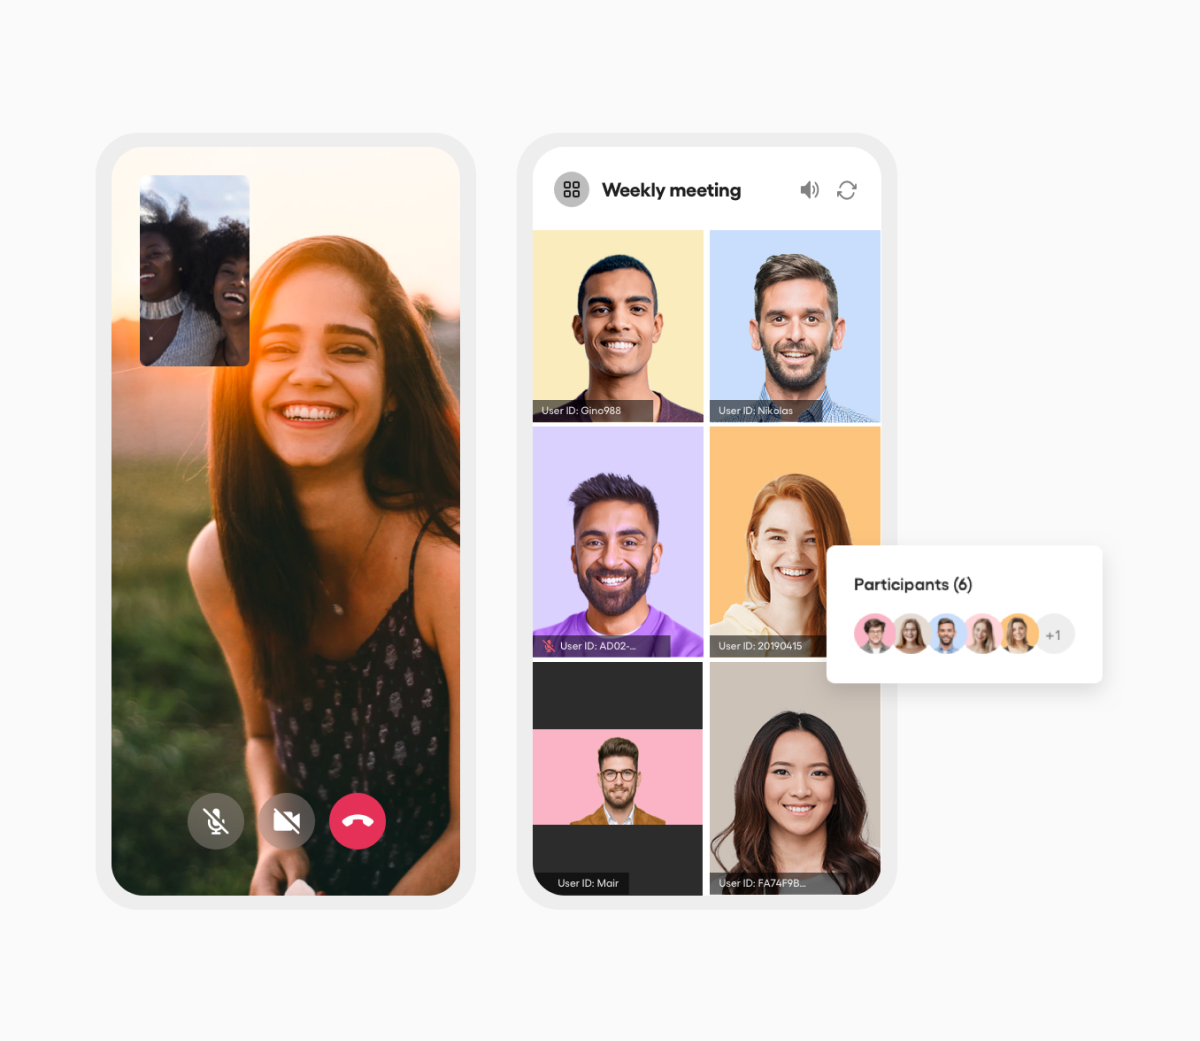 Weekly meeting
User ID: Gino988
User ID: Nikolas
User ID: AD02-...
User ID: 20190415
Participants (6)
+1
User ID: Mair
User ID: FA74F9B...